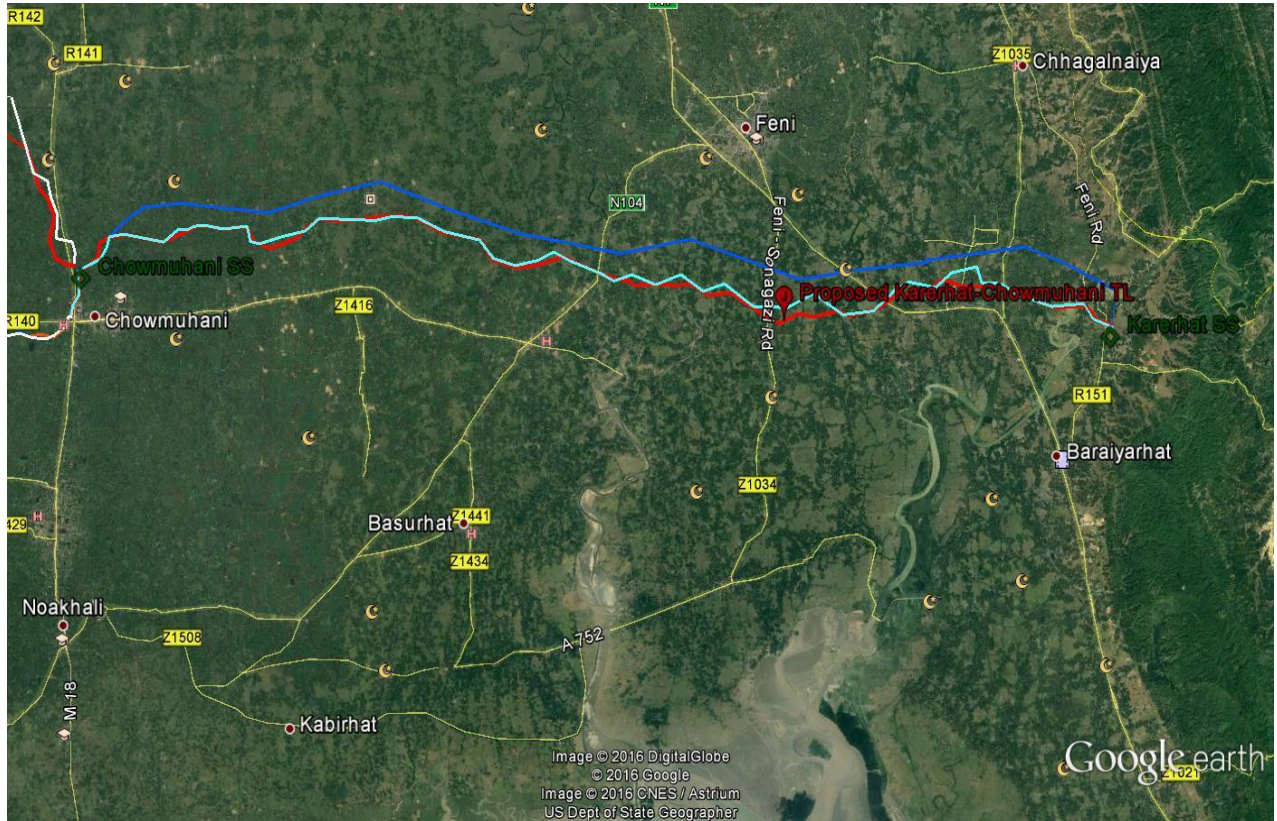 R142
R141
Z1035
Chhagalnaiya
Feni
N104
Feni - Sonagazi Rd
Feni Rd
Chowmuhani SS
Proposed Karerhat-Chowmuhani TL
Karerhat SS
Z1416
R140
Chowmuhani
R151
Baraiyarhat
Z1034
Basurhat
Z1441
Z1434
429
Noakhali
Z1508
A 752
M-18
Kabirhat
Image © 2016 DigitalGlobe
© 2016 Google
Image © 2016 CNES / Astrium
US Dept of State Geographer
Google earth